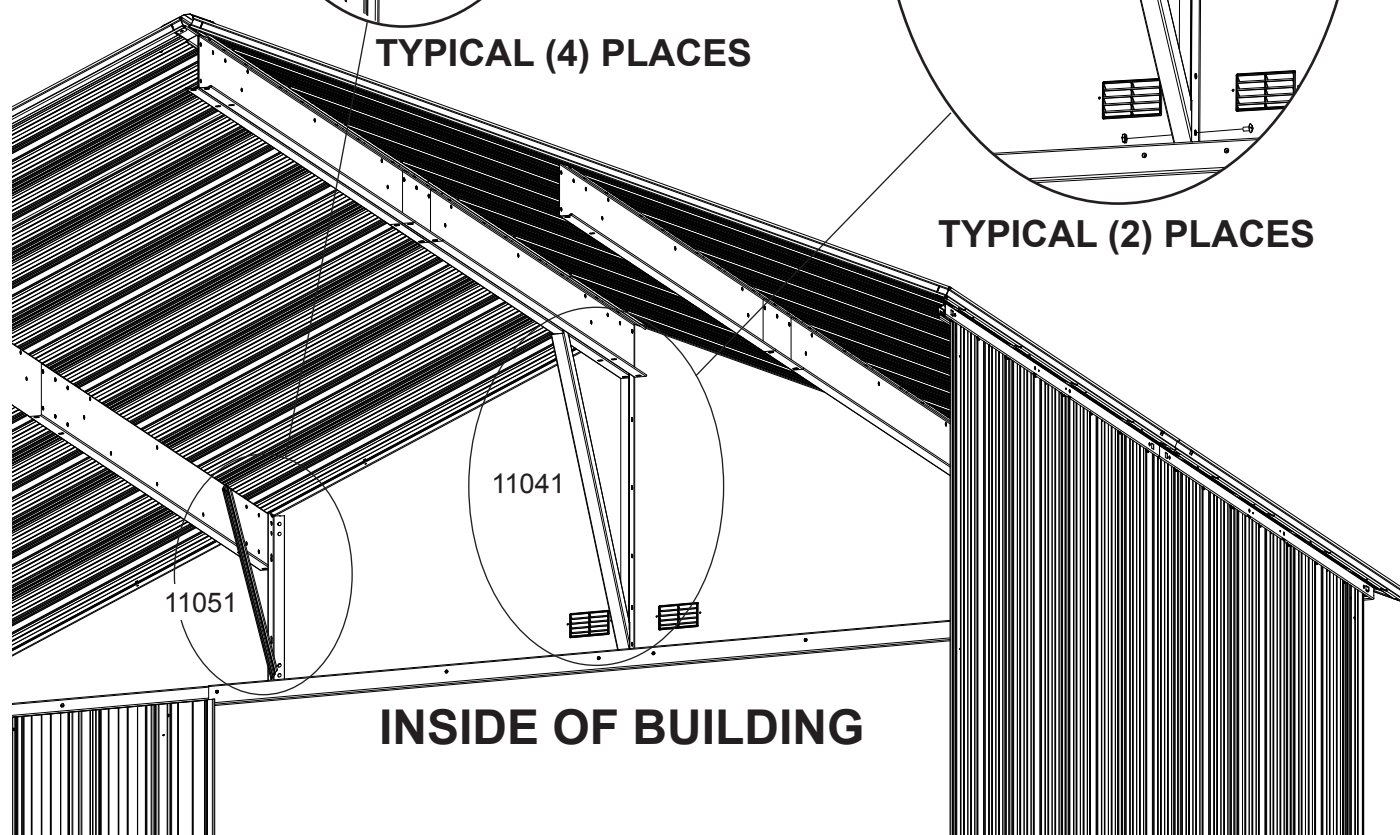 TYPICAL (4) PLACES
TYPICAL (2) PLACES
11041
11051
INSIDE OF BUILDING